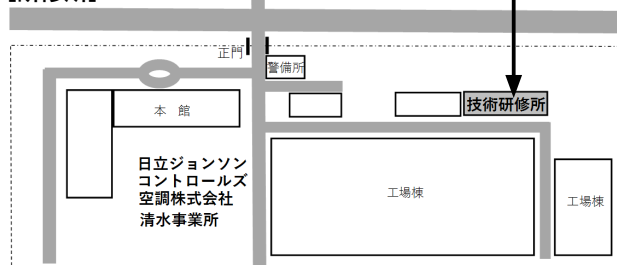 正門
警備所
本 館
技術研修所
日立ジョンソン
コントロールズ
空調株式会社
清水事業所
工場棟
工場棟